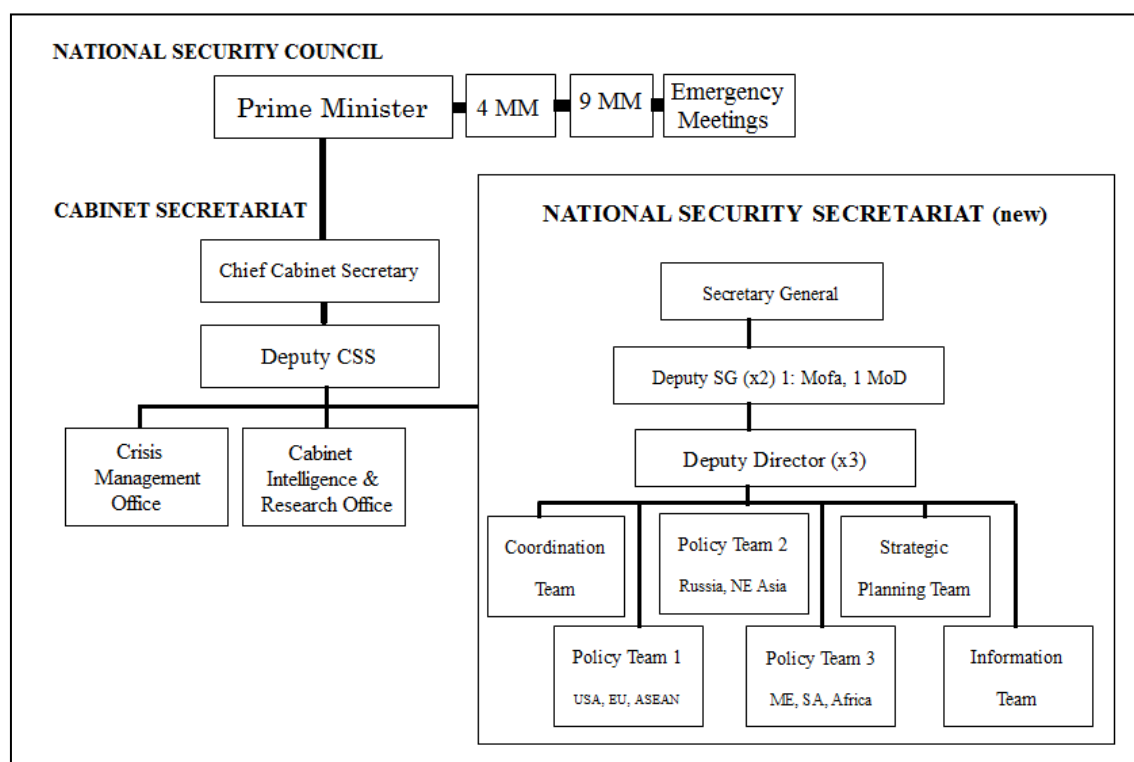 NATIONAL SECURITY COUNCIL
Prime Minister
4 MM
9 MM
Emergency
Meetings
CABINET SECRETARIAT
Chief Cabinet Secretary
Deputy CSS
Crisis
Management
Office
Cabinet
Intelligence &
Research Office
NATIONAL SECURITY SECRETARIAT (new)
Secretary General
Deputy SG (x2) 1: Mofa, 1 MoD
Deputy Director (x3)
Coordination
Team
Policy Team 2
Russia, NE Asia
Strategic
Planning Team
Policy Team 1
USA, EU, ASEAN
Policy Team 3
ME, SA, Africa
Information
Team